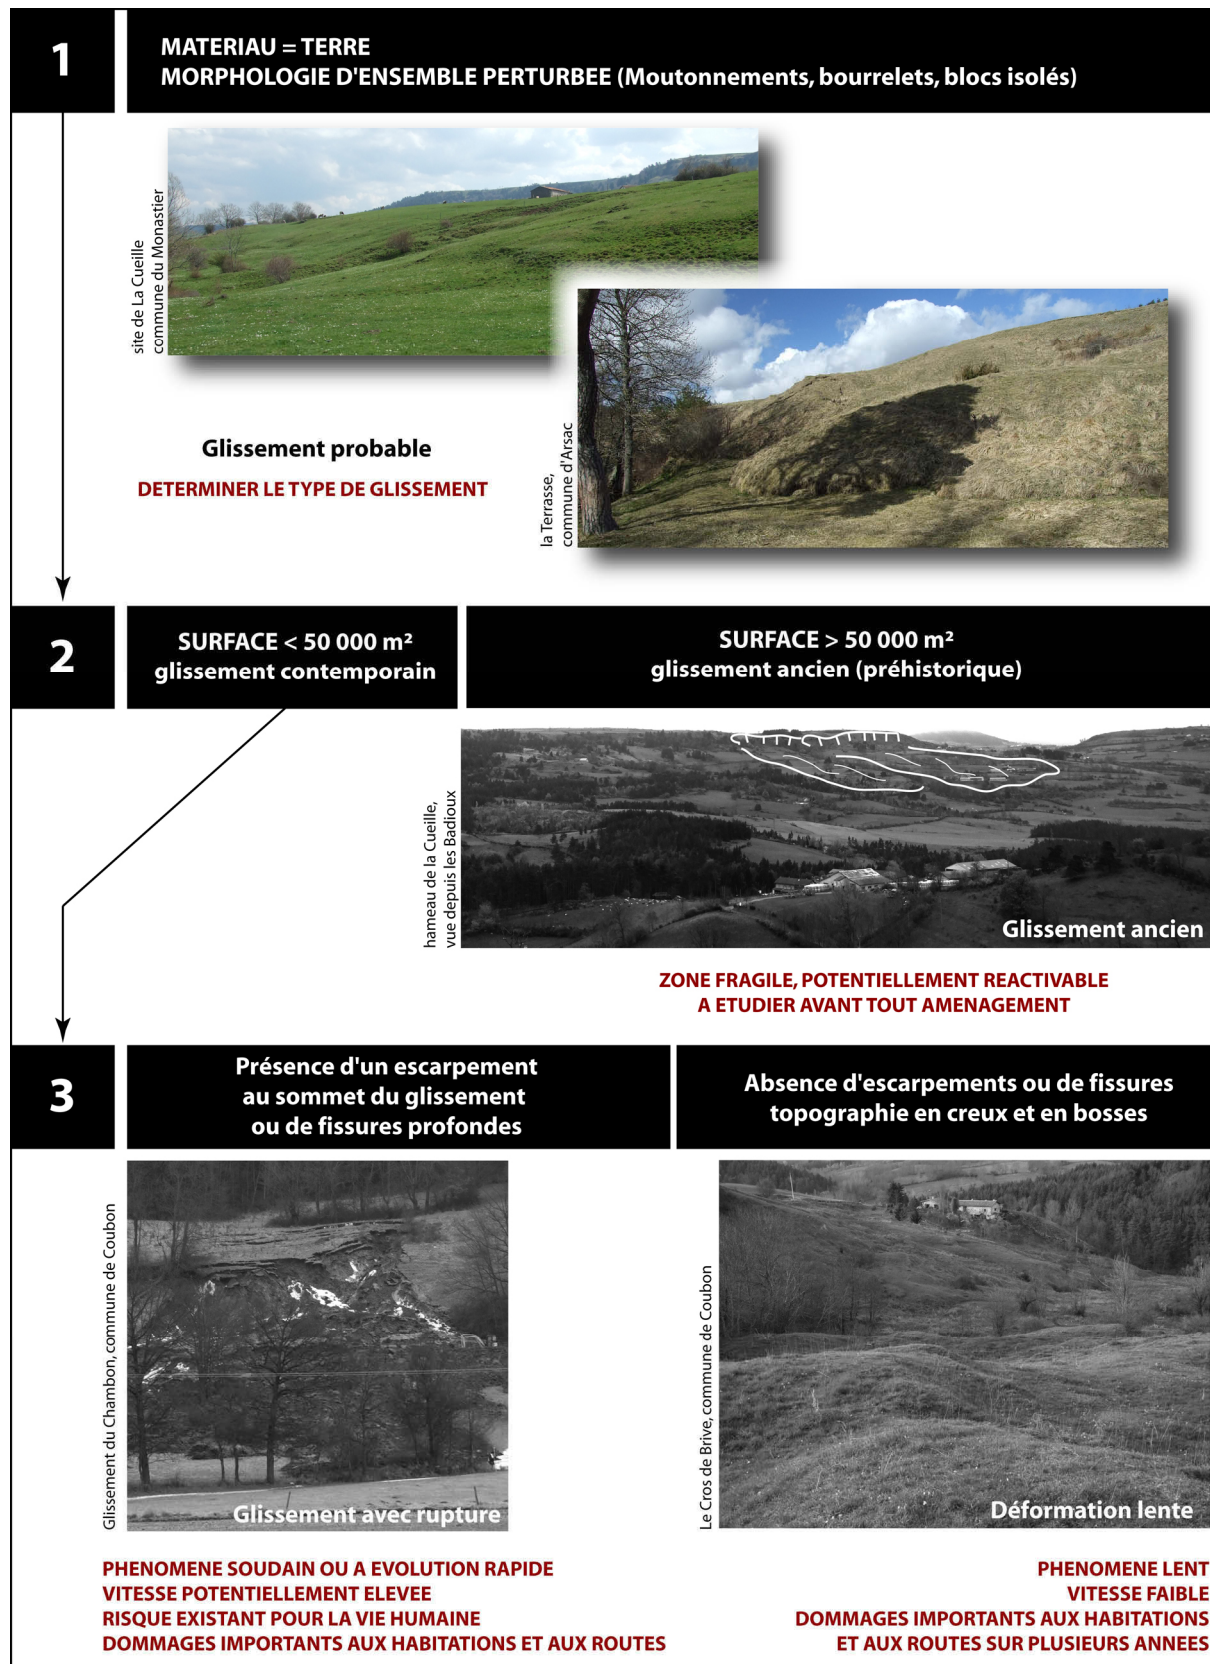 1
MATERIAU = TERRE
MORPHOLOGIE D'ENSEMBLE PERTURBEE (Moutonnements, bourrelets, blocs isolés)
site de La Cueille
commune du Monastier
Glissement probable
DETERMINER LE TYPE DE GLISSEMENT
la Terrasse,
commune d'Arsac
2
SURFACE < 50 000 m²
glissement contemporain
SURFACE > 50 000 m²
glissement ancien (préhistorique)
hameau de la Cueille,
vue depuis les Badioux
Glissement ancien
ZONE FRAGILE, POTENTIELLEMENT REACTIVABLE
A ETUDIER AVANT TOUT AMENAGEMENT
3
Présence d'un escarpement
au sommet du glissement
ou de fissures profondes
Absence d'escarpements ou de fissures
topographie en creux et en bosses
Glissement du Chambon, commune de Coubon
Glissement avec rupture
Le Cros de Brive, commune de Coubon
Déformation lente
PHENOMENE SOUDAIN OU A EVOLUTION RAPIDE
VITESSE POTENTIELLEMENT ELEVEE
RISQUE EXISTANT POUR LA VIE HUMAINE
DOMMAGES IMPORTANTS AUX HABITATIONS ET AUX ROUTES
PHENOMENE LENT
VITESSE FAIBLE
DOMMAGES IMPORTANTS AUX HABITATIONS
ET AUX ROUTES SUR PLUSIEURS ANNEES